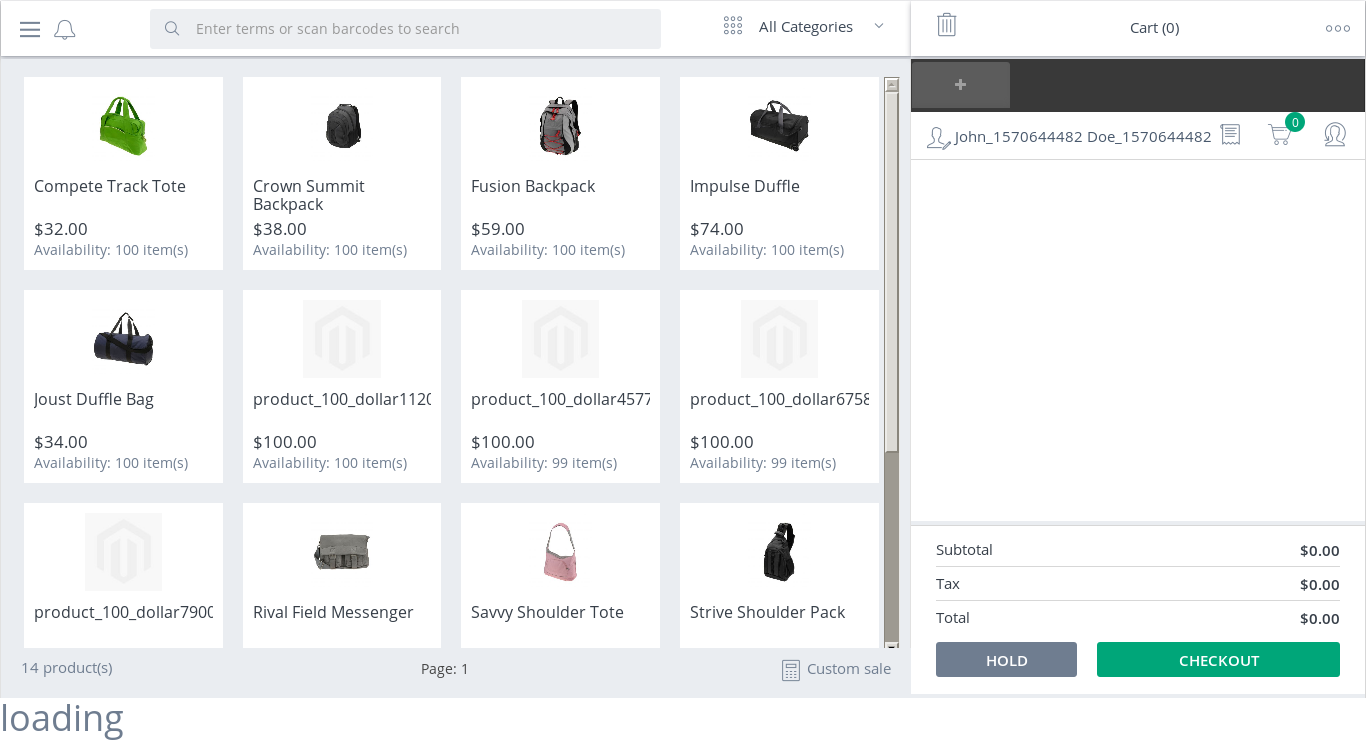 Enter terms or scan barcodes to search
All Categories
Cart (0)
+
John_1570644482 Doe_1570644482
0
Compete Track Tote
$32.00
Availability: 100 item(s)
Crown Summit
Backpack
$38.00
Availability: 100 item(s)
Fusion Backpack
$59.00
Availability: 100 item(s)
Impulse Duffle
$74.00
Availability: 100 item(s)
Joust Duffle Bag
$34.00
Availability: 100 item(s)
product_100_dollar1120
$100.00
Availability: 100 item(s)
product_100_dollar4577
$100.00
Availability: 99 item(s)
product_100_dollar6758
$100.00
Availability: 99 item(s)
product_100_dollar7900
Rival Field Messenger
Savvy Shoulder Tote
Strive Shoulder Pack
14 product(s)
Page: 1
Custom sale
Subtotal
$0.00
Tax
$0.00
Total
$0.00
HOLD
CHECKOUT
loading